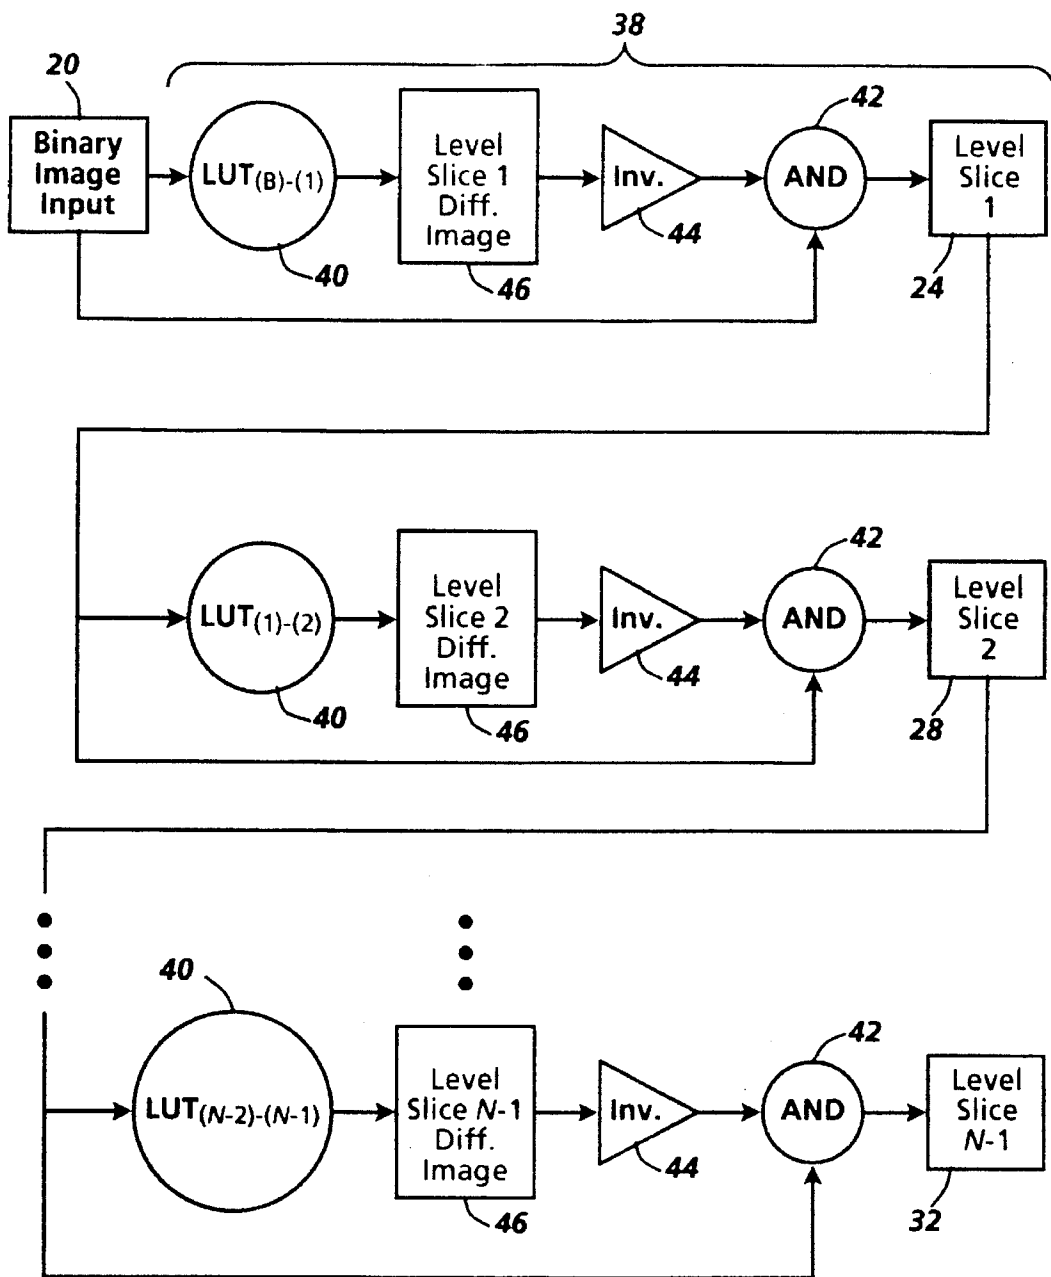 38
20
Binary
Image
Input
LUT(B)-(1)
40
Level
Slice 1
Diff.
Image
46
Inv.
44
42
AND
Level
Slice
1
24
LUT(1)-(2)
40
Level
Slice 2
Diff.
Image
46
Inv.
44
42
AND
Level
Slice
2
28
40
LUT(N-2)-(N-1)
Level
Slice N-1
Diff.
Image
46
Inv.
44
42
AND
Level
Slice
N-1
32